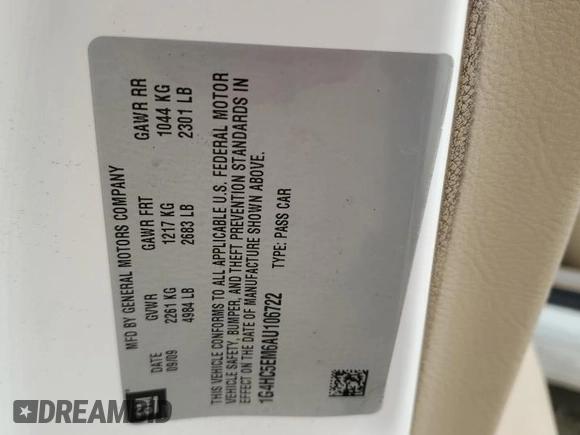 MFD BY GENERAL MOTORS COMPANY
DATE GVWR GAWR FRT GAWR RR
09/09 2261 KG 1217 KG 1044 KG
4984 LB 2683 LB 2301 LB
THIS VEHICLE CONFORMS TO ALL APPLICABLE U.S. FEDERAL MOTOR
VEHICLE SAFETY, BUMPER, AND THEFT PREVENTION STANDARDS IN
EFFECT ON THE DATE OF MANUFACTURE SHOWN ABOVE.
1G4HC5EM6AU106722 TYPE: PASS CAR
GM
DREAMBID